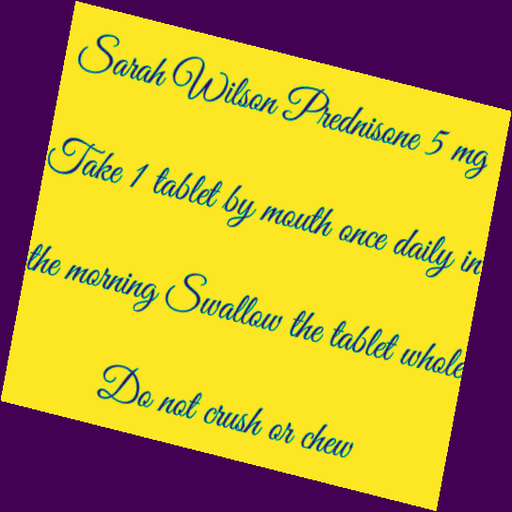 Sarah Wilson Prednisone 5 mg
Take 1 tablet by mouth once daily in
the morning Swallow the tablet whole
Do not crush or chew